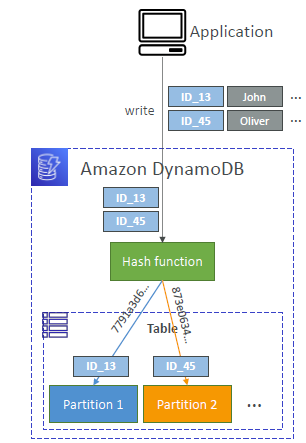 Application
write
ID_13 John ...
ID_45 Oliver ...
Amazon DynamoDB
ID_13
ID_45
Hash function
7791a3d6...
873e0634...
Table
ID_13
ID_45
Partition 1
Partition 2
...